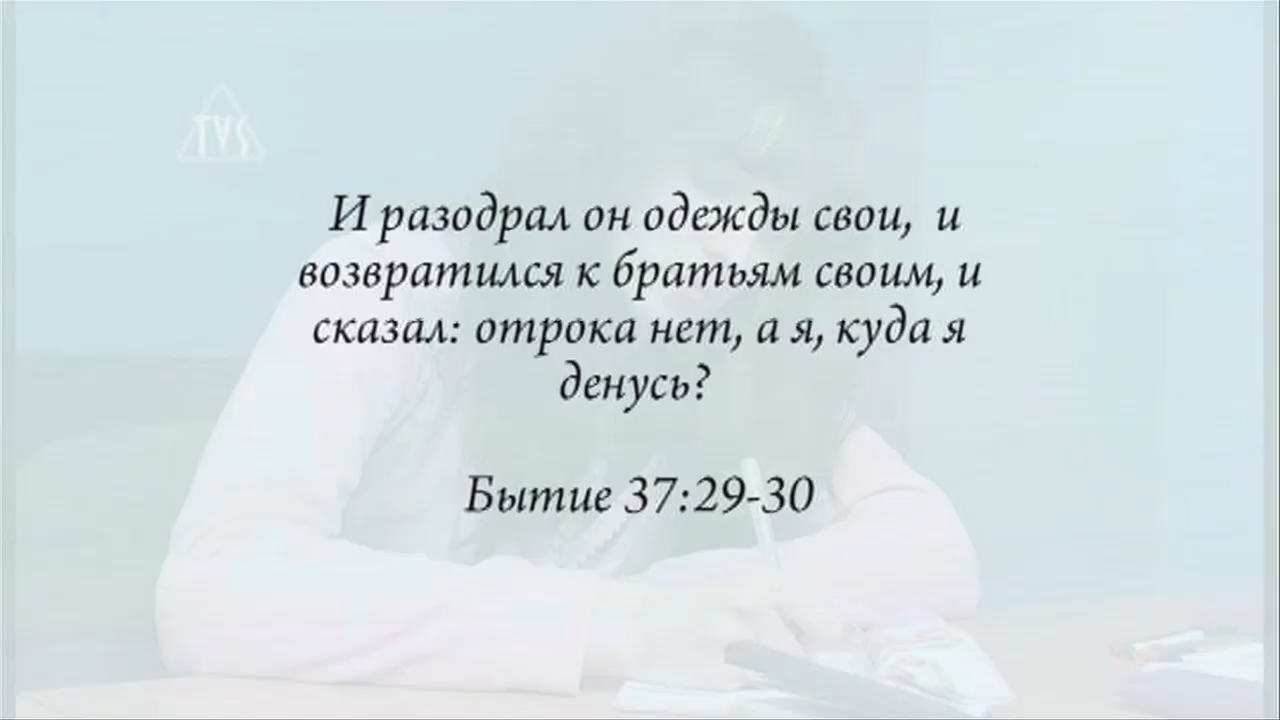 TVS
И разодрал он одежды свои, и
возвратился к братьям своим, и
сказал: отрока нет, а я, куда я
денусь?
Бытие 37:29-30